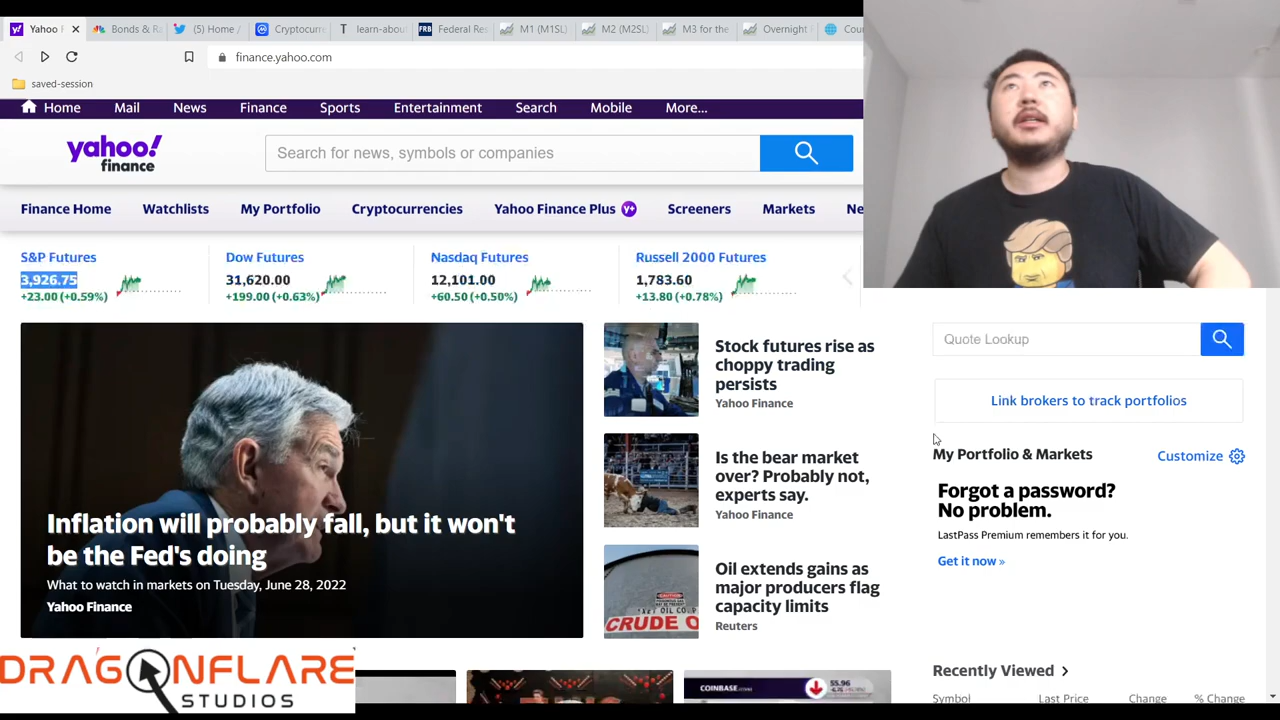 Yahoo F
Bonds & Ra
(5) Home /
Cryptocurr
learn-about
FRB
Federal Res
M1 (M1SL)
M2 (M2SL)
M3 for the
Overnight
Cour
finance.yahoo.com
saved-session
Home
Mail
News
Finance
Sports
Entertainment
Search
Mobile
More...
yahoo!
finance
Search for news, symbols or companies
Finance Home
Watchlists
My Portfolio
Cryptocurrencies
Yahoo Finance Plus
Screeners
Markets
Ne
S&P Futures
3,926.75
+23.00 (+0.59%)
Dow Futures
31,620.00
+199.00 (+0.63%)
Nasdaq Futures
12,101.00
+60.50 (+0.50%)
Russell 2000 Futures
1,783.60
+13.80 (+0.78%)
Inflation will probably fall, but it won't
be the Fed's doing
What to watch in markets on Tuesday, June 28, 2022
Yahoo Finance
Stock futures rise as
choppy trading
persists
Yahoo Finance
Is the bear market
over? Probably not,
experts say.
Yahoo Finance
CRUDE O
Oil extends gains as
major producers flag
capacity limits
Reuters
Quote Lookup
Link brokers to track portfolios
My Portfolio & Markets
Customize
Forgot a password?
No problem.
LastPass Premium remembers it for you.
Get it now »
Recently Viewed
Symbol
Last Price
Change
% Change
DRAGONFLARE
STUDIOS
COINBASE
55.96